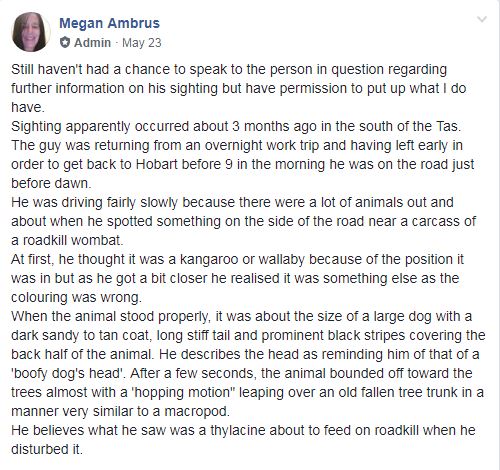 Megan Ambrus
Admin · May 23
Still haven't had a chance to speak to the person in question regarding
further information on his sighting but have permission to put up what I do
have.
Sighting apparently occurred about 3 months ago in the south of the Tas.
The guy was returning from an overnight work trip and having left early in
order to get back to Hobart before 9 in the morning he was on the road just
before dawn.
He was driving fairly slowly because there were a lot of animals out and
about when he spotted something on the side of the road near a carcass of
a roadkill wombat.
At first, he thought it was a kangaroo or wallaby because of the position it
was in but as he got a bit closer he realised it was something else as the
colouring was wrong.
When the animal stood properly, it was about the size of a large dog with a
dark sandy to tan coat, long stiff tail and prominent black stripes covering the
back half of the animal. He describes the head as reminding him of that of a
'boofy dog's head'. After a few seconds, the animal bounded off toward the
trees almost with a 'hopping motion" leaping over an old fallen tree trunk in a
manner very similar to a macropod.
He believes what he saw was a thylacine about to feed on roadkill when he
disturbed it.